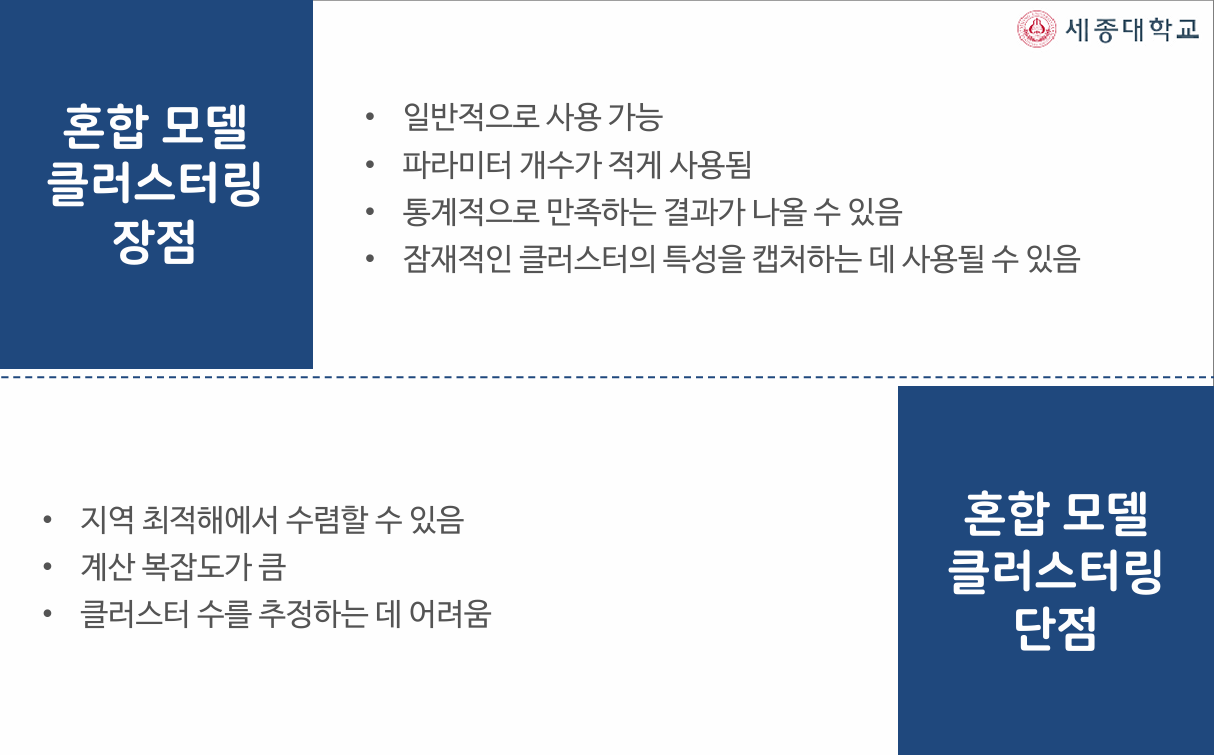 세종대학교
혼합 모델
클러스터링
장점
• 일반적으로 사용 가능
• 파라미터 개수가 적게 사용됨
• 통계적으로 만족하는 결과가 나올 수 있음
• 잠재적인 클러스터의 특성을 캡처하는 데 사용될 수 있음
• 지역 최적해에서 수렴할 수 있음
• 계산 복잡도가 큼
• 클러스터 수를 추정하는 데 어려움
혼합 모델
클러스터링
단점